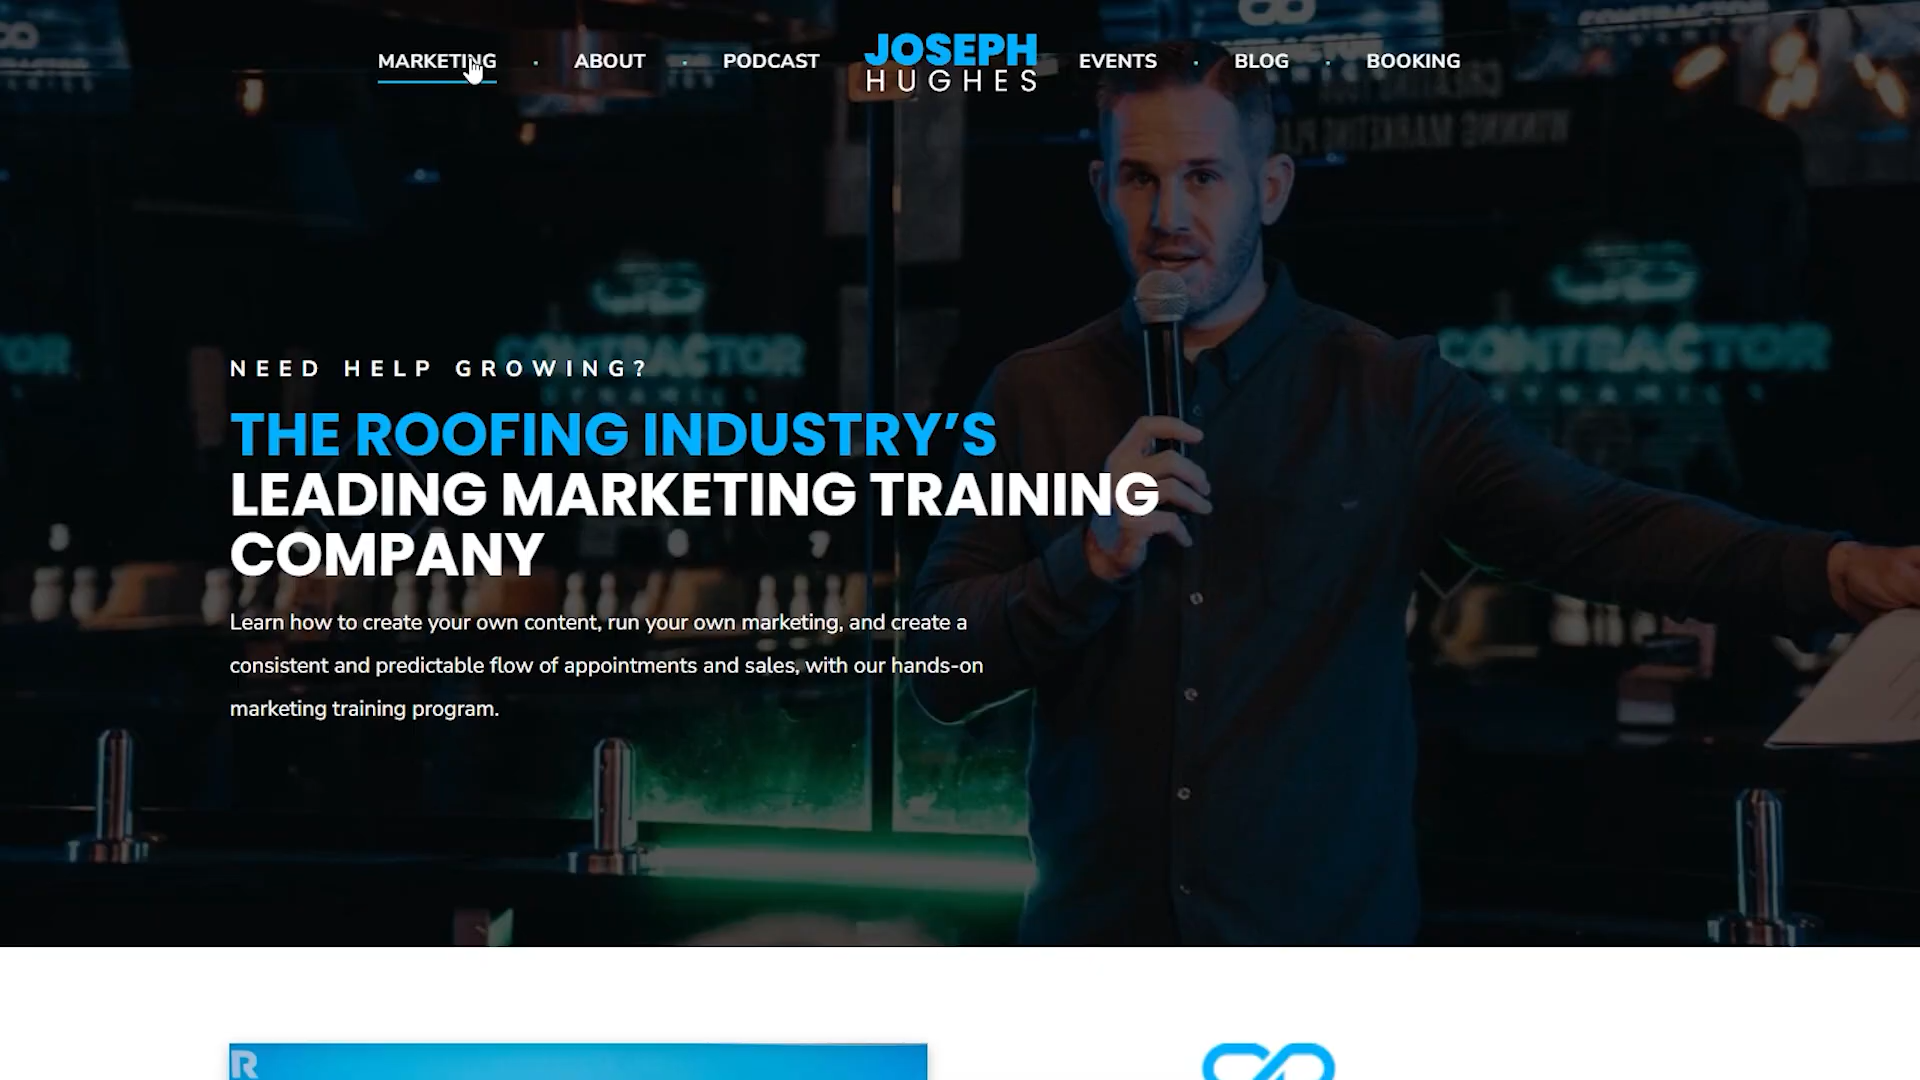 MARKETING
ABOUT
PODCAST
JOSEPH
HUGHES
EVENTS
BLOG
BOOKING
CONTRACTOR
CONTRACTOR
NEED HELP GROWING?
THE ROOFING INDUSTRY’S
LEADING MARKETING TRAINING
COMPANY
Learn how to create your own content, run your own marketing, and create a
consistent and predictable flow of appointments and sales, with our hands-on
marketing training program.
R